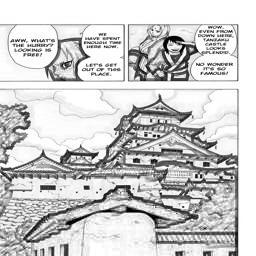 AWW, WHAT'S
THE HURRY?
LOOKING IS
FREE!
WE
HAVE SPENT
ENOUGH TIME
HERE NOW.
LET'S GET
OUT OF THIS
PLACE.
WOW,
EVEN FROM
DOWN HERE,
TANZAKU
CASTLE
LOOKS
SPLENDID.
NO WONDER
IT'S SO
FAMOUS!